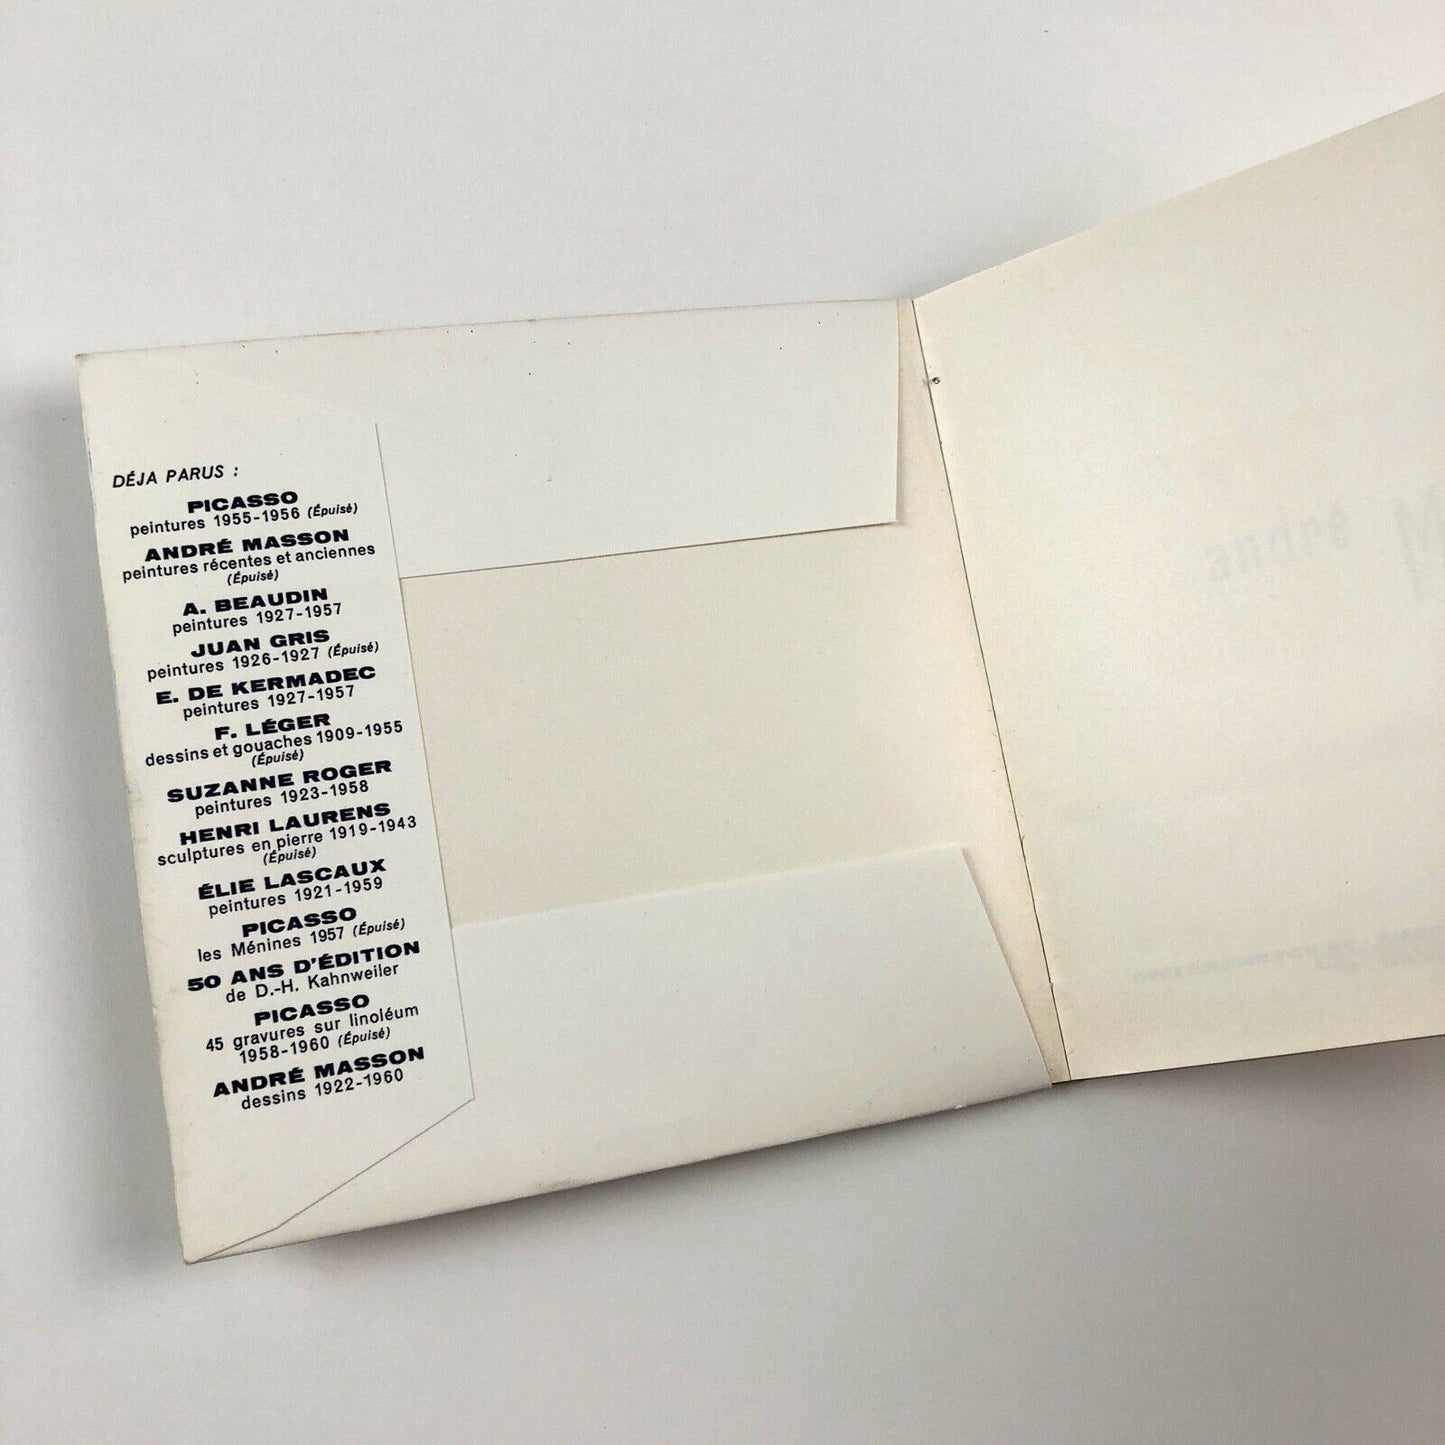 DÉJA PARUS :
PICASSO
peintures 1955-1956 (Épuisé)
ANDRÉ MASSON
peintures récentes et anciennes
(Épuisé)
A. BEAUDIN
peintures 1927-1957
JUAN GRIS
peintures 1926-1927 (Épuisé)
E. DE KERMADEC
peintures 1927-1957
F. LÉGER
dessins et gouaches 1909-1955
(Épuisé)
SUZANNE ROGER
peintures 1923-1958
HENRI LAURENS
sculptures en pierre 1919-1943
(Épuisé)
ÉLIE LASCAUX
peintures 1921-1959
PICASSO
les Ménines 1957 (Épuisé)
50 ANS D'ÉDITION
de D.-H. Kahnweiler
PICASSO
45 gravures sur linoléum
1958-1960 (Épuisé)
ANDRÉ MASSON
dessins 1922-1960